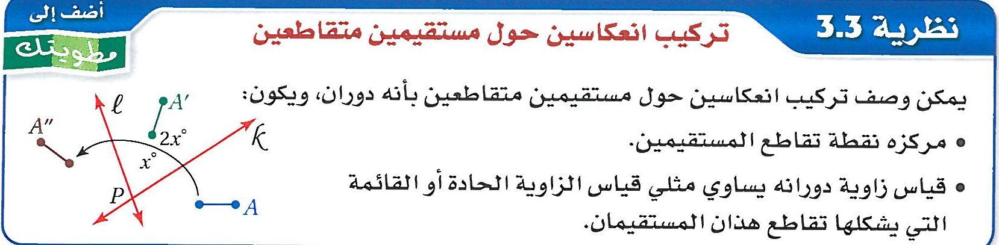 نظرية 3.3
تركيب انعكاسين حول مستقيمين متقاطعين
أضف إلى
مطويتك
يمكن وصف تركيب انعكاسين حول مستقيمين متقاطعين بأنه دوران، ويكون:
• مركزه نقطة تقاطع المستقيمين.
• قياس زاوية دورانه يساوي مثلي قياس الزاوية الحادة أو القائمة
التي يشكلها تقاطع هذان المستقيمان.
ℓ
A′
A″
k
2x°
x°
P
A